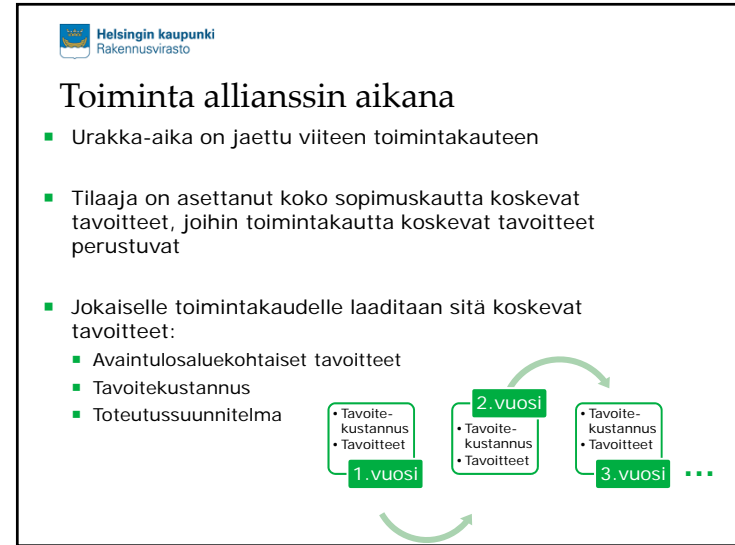 Helsingin kaupunki
Rakennusvirasto
Toiminta allianssin aikana
Urakka-aika on jaettu viiteen toimintakauteen
Tilaaja on asettanut koko sopimuskautta koskevat
tavoitteet, joihin toimintakautta koskevat tavoitteet
perustuvat
Jokaiselle toimintakaudelle laaditaan sitä koskevat
tavoitteet:
Avaintulosaluekohtaiset tavoitteet
Tavoitekustannus
Toteutussuunnitelma
• Tavoite-
kustannus
• Tavoitteet
1.vuosi
2.vuosi
• Tavoite-
kustannus
• Tavoitteet
• Tavoite-
kustannus
• Tavoitteet
3.vuosi
...